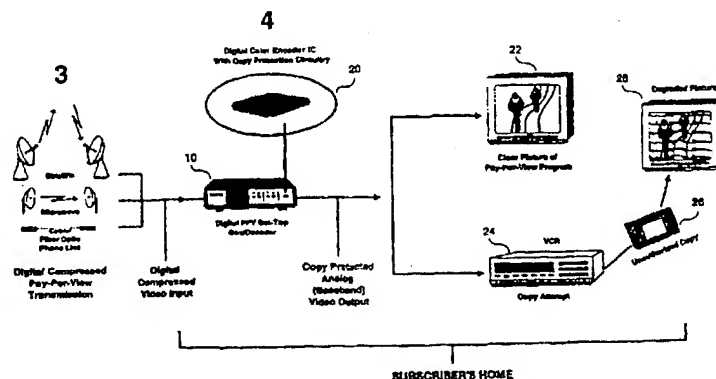 3
Satellite
Microwave
Cable
Fiber Optic
Phone Line
Digital Compressed
Pay-Per-View
Transmission
Digital
Compressed
Video Input
4
Digital Color Encoder IC
With Copy Protection Circuitry
20
10
Digital PPV Set-Top
Box/Decoder
Copy Protected
Analog
(Baseband)
Video Output
22
Clear Picture of
Pay-Per-View Program
24
VCR
Copy Attempt
26
Unauthorized Copy
28
Degraded Picture
SUBSCRIBER'S HOME